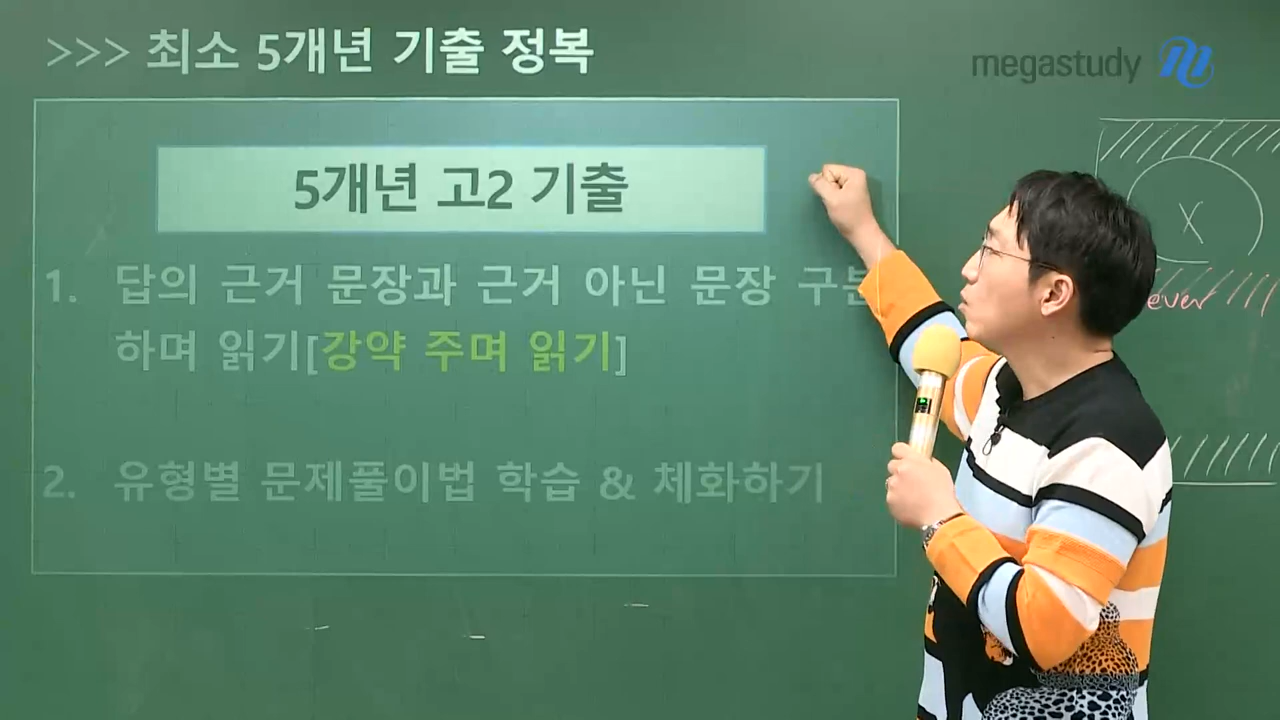 >>> 최소 5개년 기출 정복
megastudy
5개년 고2 기출
1. 답의 근거 문장과 근거 아닌 문장 구분
하며 읽기[강약 주며 읽기]
2. 유형별 문제풀이법 학습 & 체화하기
X
ever